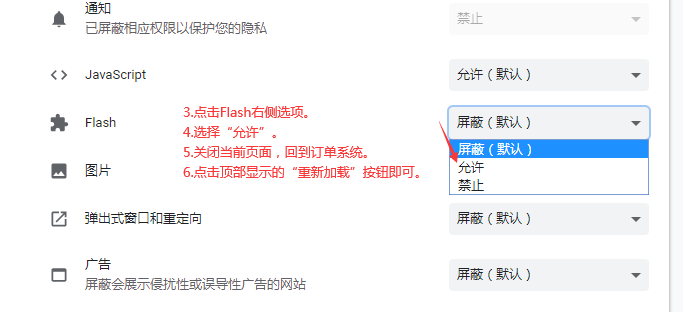 通知
已屏蔽相应权限以保护您的隐私
禁止
JavaScript
允许（默认）
Flash
3.点击Flash右侧选项。
屏蔽（默认）
4.选择“允许”。
屏蔽（默认）
5.关闭当前页面，回到订单系统。
允许
图片
6.点击顶部显示的“重新加载”按钮即可。
禁止
弹出式窗口和重定向
屏蔽（默认）
广告
屏蔽会展示侵扰性或误导性广告的网站
屏蔽（默认）